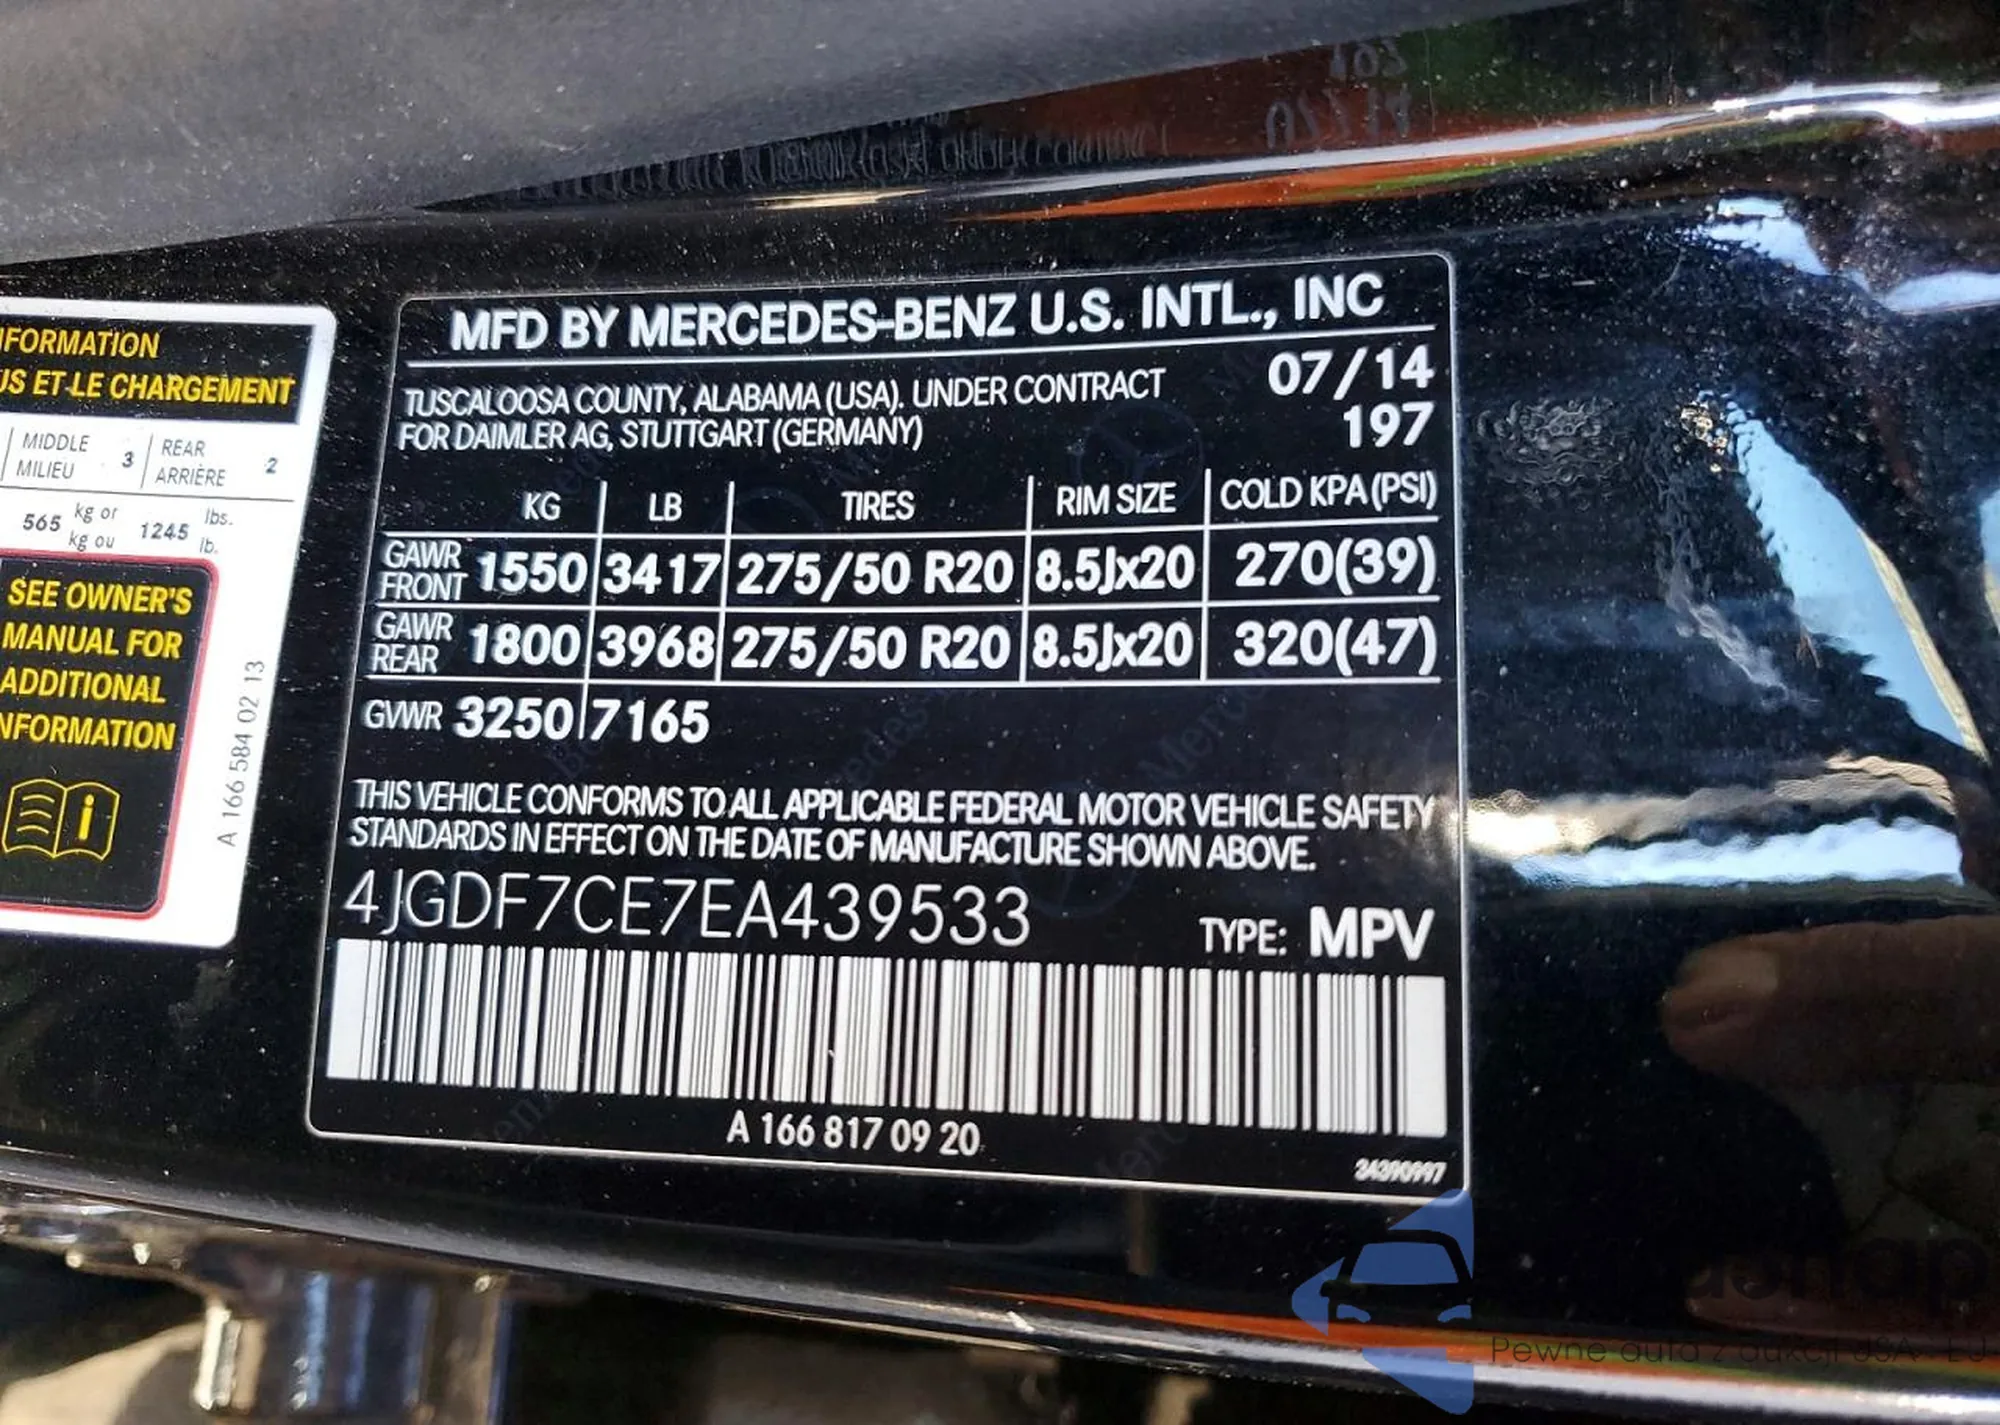 NFORMATION
US ET LE CHARGEMENT
MIDDLE
MILIEU 3
REAR
ARRIÈRE 2
565 kg or
kg ou 1245 lbs.
lb.
SEE OWNER'S
MANUAL FOR
ADDITIONAL
NFORMATION
A 166 584 02 13
MFD BY MERCEDES-BENZ U.S. INTL., INC
TUSCALOOSA COUNTY, ALABAMA (USA). UNDER CONTRACT
FOR DAIMLER AG, STUTTGART (GERMANY)
07/14
197
KG LB TIRES RIM SIZE COLD KPA (PSI)
GAWR FRONT 1550 3417 275/50 R20 8.5Jx20 270(39)
GAWR REAR 1800 3968 275/50 R20 8.5Jx20 320(47)
GVWR 3250 7165
THIS VEHICLE CONFORMS TO ALL APPLICABLE FEDERAL MOTOR VEHICLE SAFETY
STANDARDS IN EFFECT ON THE DATE OF MANUFACTURE SHOWN ABOVE.
4JGDF7CE7EA439533
TYPE: MPV
A 166 817 09 20
34390997
Pewne auta z aukcji USA